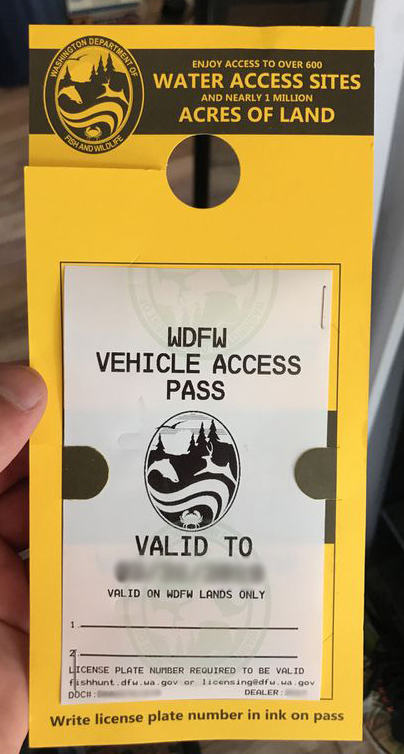 WASHINGTON DEPARTMENT OF
FISH AND WILDLIFE
ENJOY ACCESS TO OVER 600
WATER ACCESS SITES
AND NEARLY 1 MILLION
ACRES OF LAND
WDFW
VEHICLE ACCESS
PASS
VALID TO
VALID ON WDFW LANDS ONLY
1.
2.
LICENSE PLATE NUMBER REQUIRED TO BE VALID
fishhunt.dfw.wa.gov or licensing@dfw.wa.gov
DOC#: DEALER:
Write license plate number in ink on pass